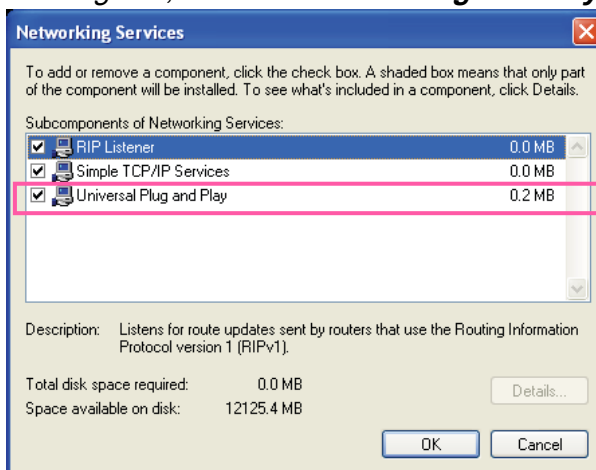 Networking Services
To add or remove a component, click the check box. A shaded box means that only part
of the component will be installed. To see what's included in a component, click Details.
Subcomponents of Networking Services:
RIP Listener 0.0 MB
Simple TCP/IP Services 0.0 MB
Universal Plug and Play 0.2 MB
Description: Listens for route updates sent by routers that use the Routing Information
Protocol version 1 (RIPv1).
Total disk space required: 0.0 MB
Details...
Space available on disk: 12125.4 MB
OK Cancel